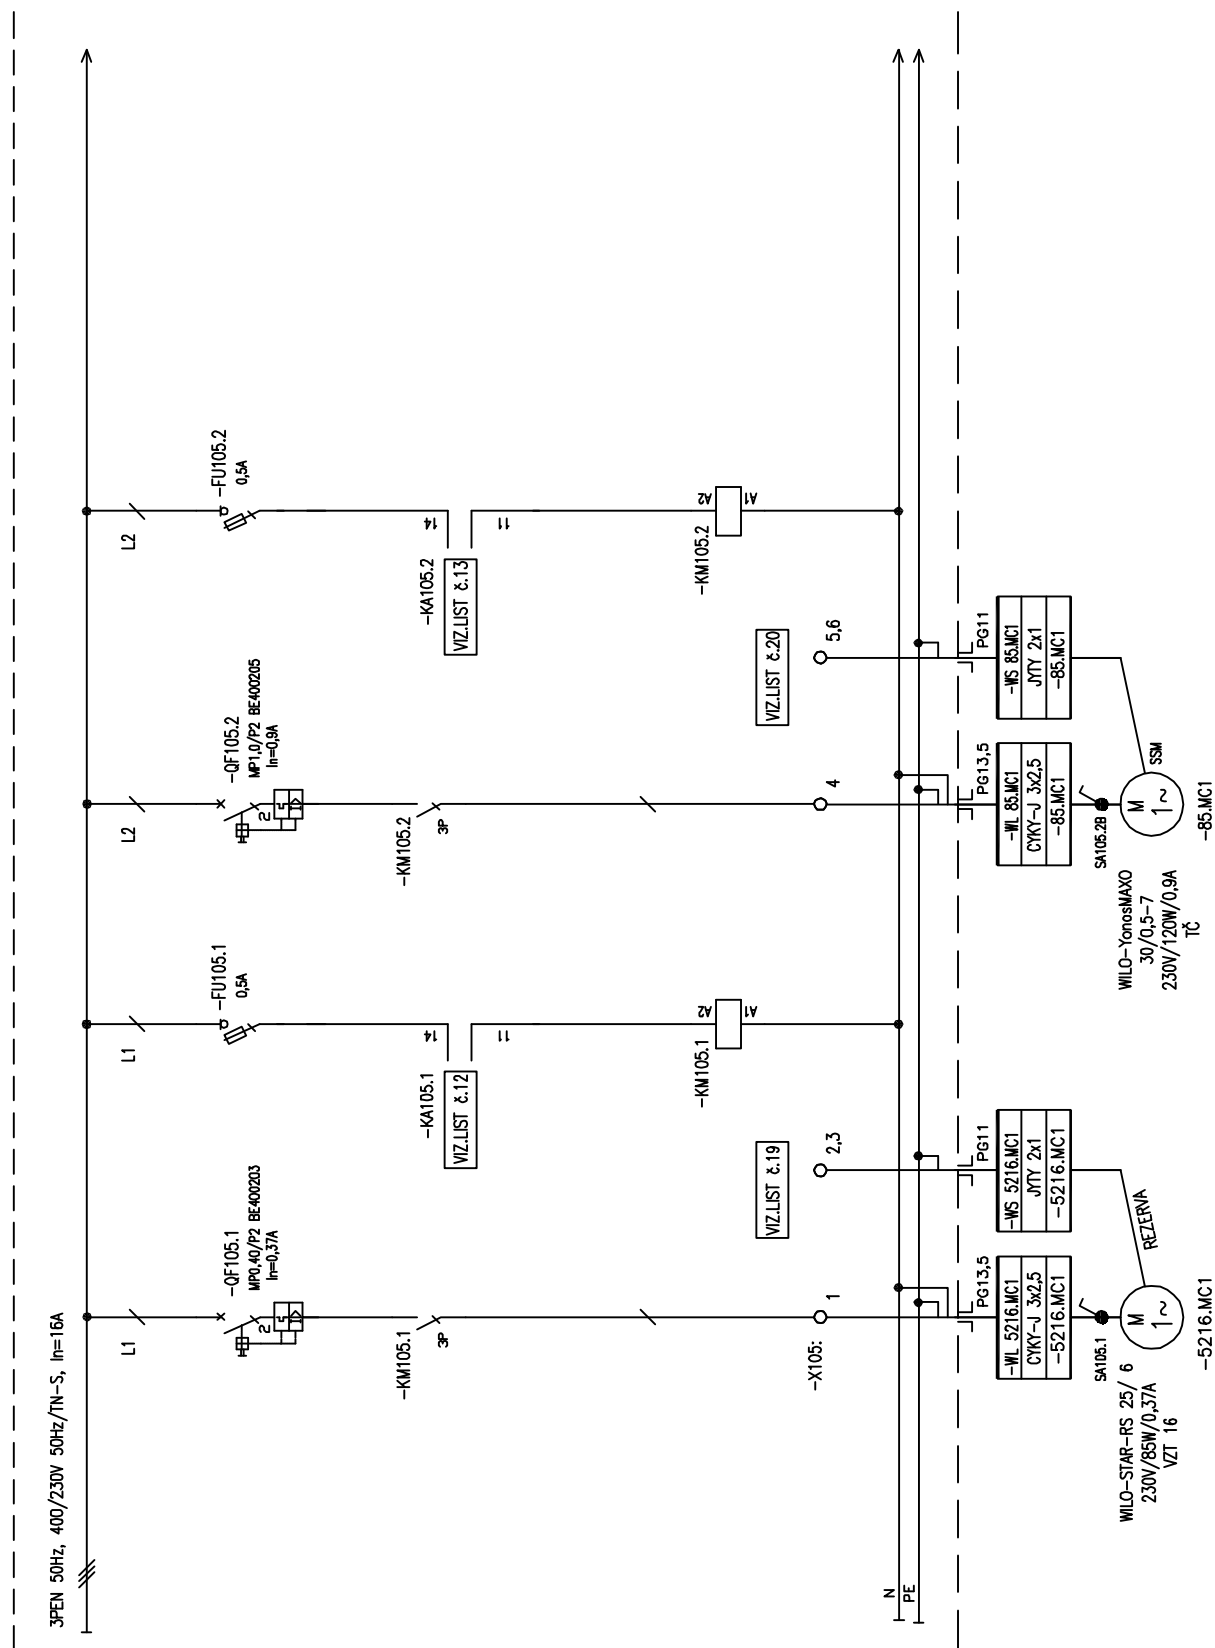 3PEN 50Hz, 400/230V 50Hz/TN-S, In=16A
L1
-QF105.1
MP0,40/P2 BE400203
In=0,37A
2
-KM105.1
3P
-X105:
1
N
PE
PG13,5
-WL 5216.MC1
CYKY-J 3x2,5
-5216.MC1
SA105.1
M
1~
WILO-STAR-RS 25/ 6
230V/85W/0,37A
VZT 16
-5216.MC1
VIZ.LIST č.19
2,3
PG11
-WS 5216.MC1
JYTY 2x1
-5216.MC1
REZERVA
L1
-FU105.1
0,5A
-KA105.1
14
11
VIZ.LIST č.12
-KM105.1
A2
A1
L2
-QF105.2
MP1,0/P2 BE400205
In=0,9A
2
-KM105.2
3P
4
PG13,5
-WL 85.MC1
CYKY-J 3x2,5
-85.MC1
SA105.2B
M
1~
WILO-YonosMAXO
30/0,5-7
230V/120W/0,9A
TČ
-85.MC1
VIZ.LIST č.20
5,6
PG11
-WS 85.MC1
JYTY 2x1
-85.MC1
SSM
L2
-FU105.2
0,5A
-KA105.2
14
11
VIZ.LIST č.13
-KM105.2
A2
A1